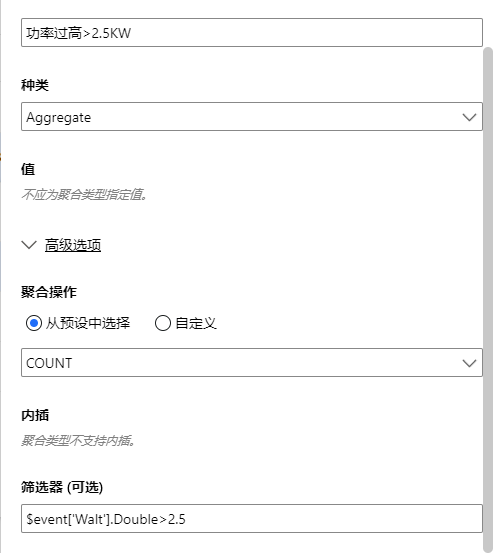 功率过高>2.5KW
种类
Aggregate
值
不应为聚合类型指定值。
高级选项
聚合操作
从预设中选择 自定义
COUNT
内插
聚合类型不支持内插。
筛选器 (可选)
$event['Walt'].Double>2.5